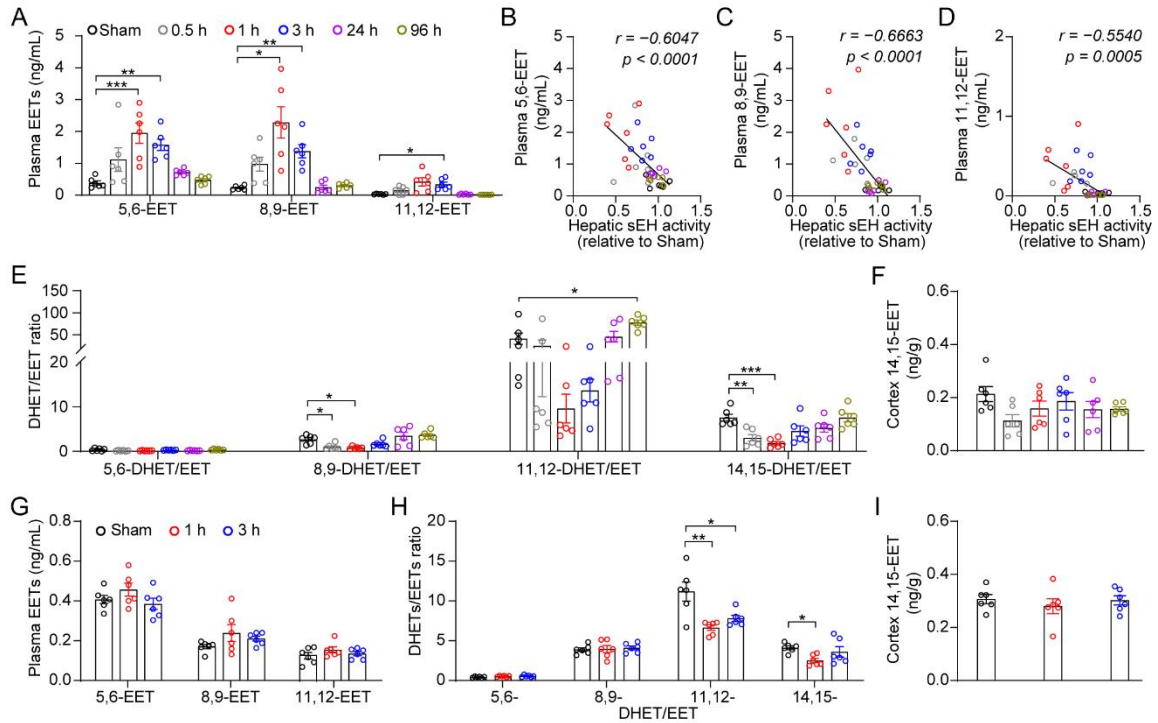 A
Sham 0.5 h 1 h 3 h 24 h 96 h
Plasma EETs (ng/mL)
5
4
3
2
1
0
*** ** * ** *
5,6-EET 8,9-EET 11,12-EET
B
Plasma 5,6-EET
(ng/mL)
r = −0.6047
p < 0.0001
5
4
3
2
1
0
0.0 0.5 1.0 1.5
Hepatic sEH activity
(relative to Sham)
C
Plasma 8,9-EET
(ng/mL)
r = −0.6663
p < 0.0001
5
4
3
2
1
0
0.0 0.5 1.0 1.5
Hepatic sEH activity
(relative to Sham)
D
Plasma 11,12-EET
(ng/mL)
r = −0.5540
p = 0.0005
2
1
0
0.0 0.5 1.0 1.5
Hepatic sEH activity
(relative to Sham)
E
DHET/EET ratio
150
100
50
20
10
0
* * * ** ***
5,6-DHET/EET 8,9-DHET/EET 11,12-DHET/EET 14,15-DHET/EET
F
Cortex 14,15-EET
(ng/g)
0.6
0.4
0.2
0.0
G
Sham 1 h 3 h
Plasma EETs (ng/mL)
0.8
0.6
0.4
0.2
0.0
5,6-EET 8,9-EET 11,12-EET
H
DHETs/EETs ratio
20
15
10
5
0
** * *
5,6- 8,9- 11,12- 14,15-
DHET/EET
I
Cortex 14,15-EET
(ng/g)
0.6
0.4
0.2
0.0